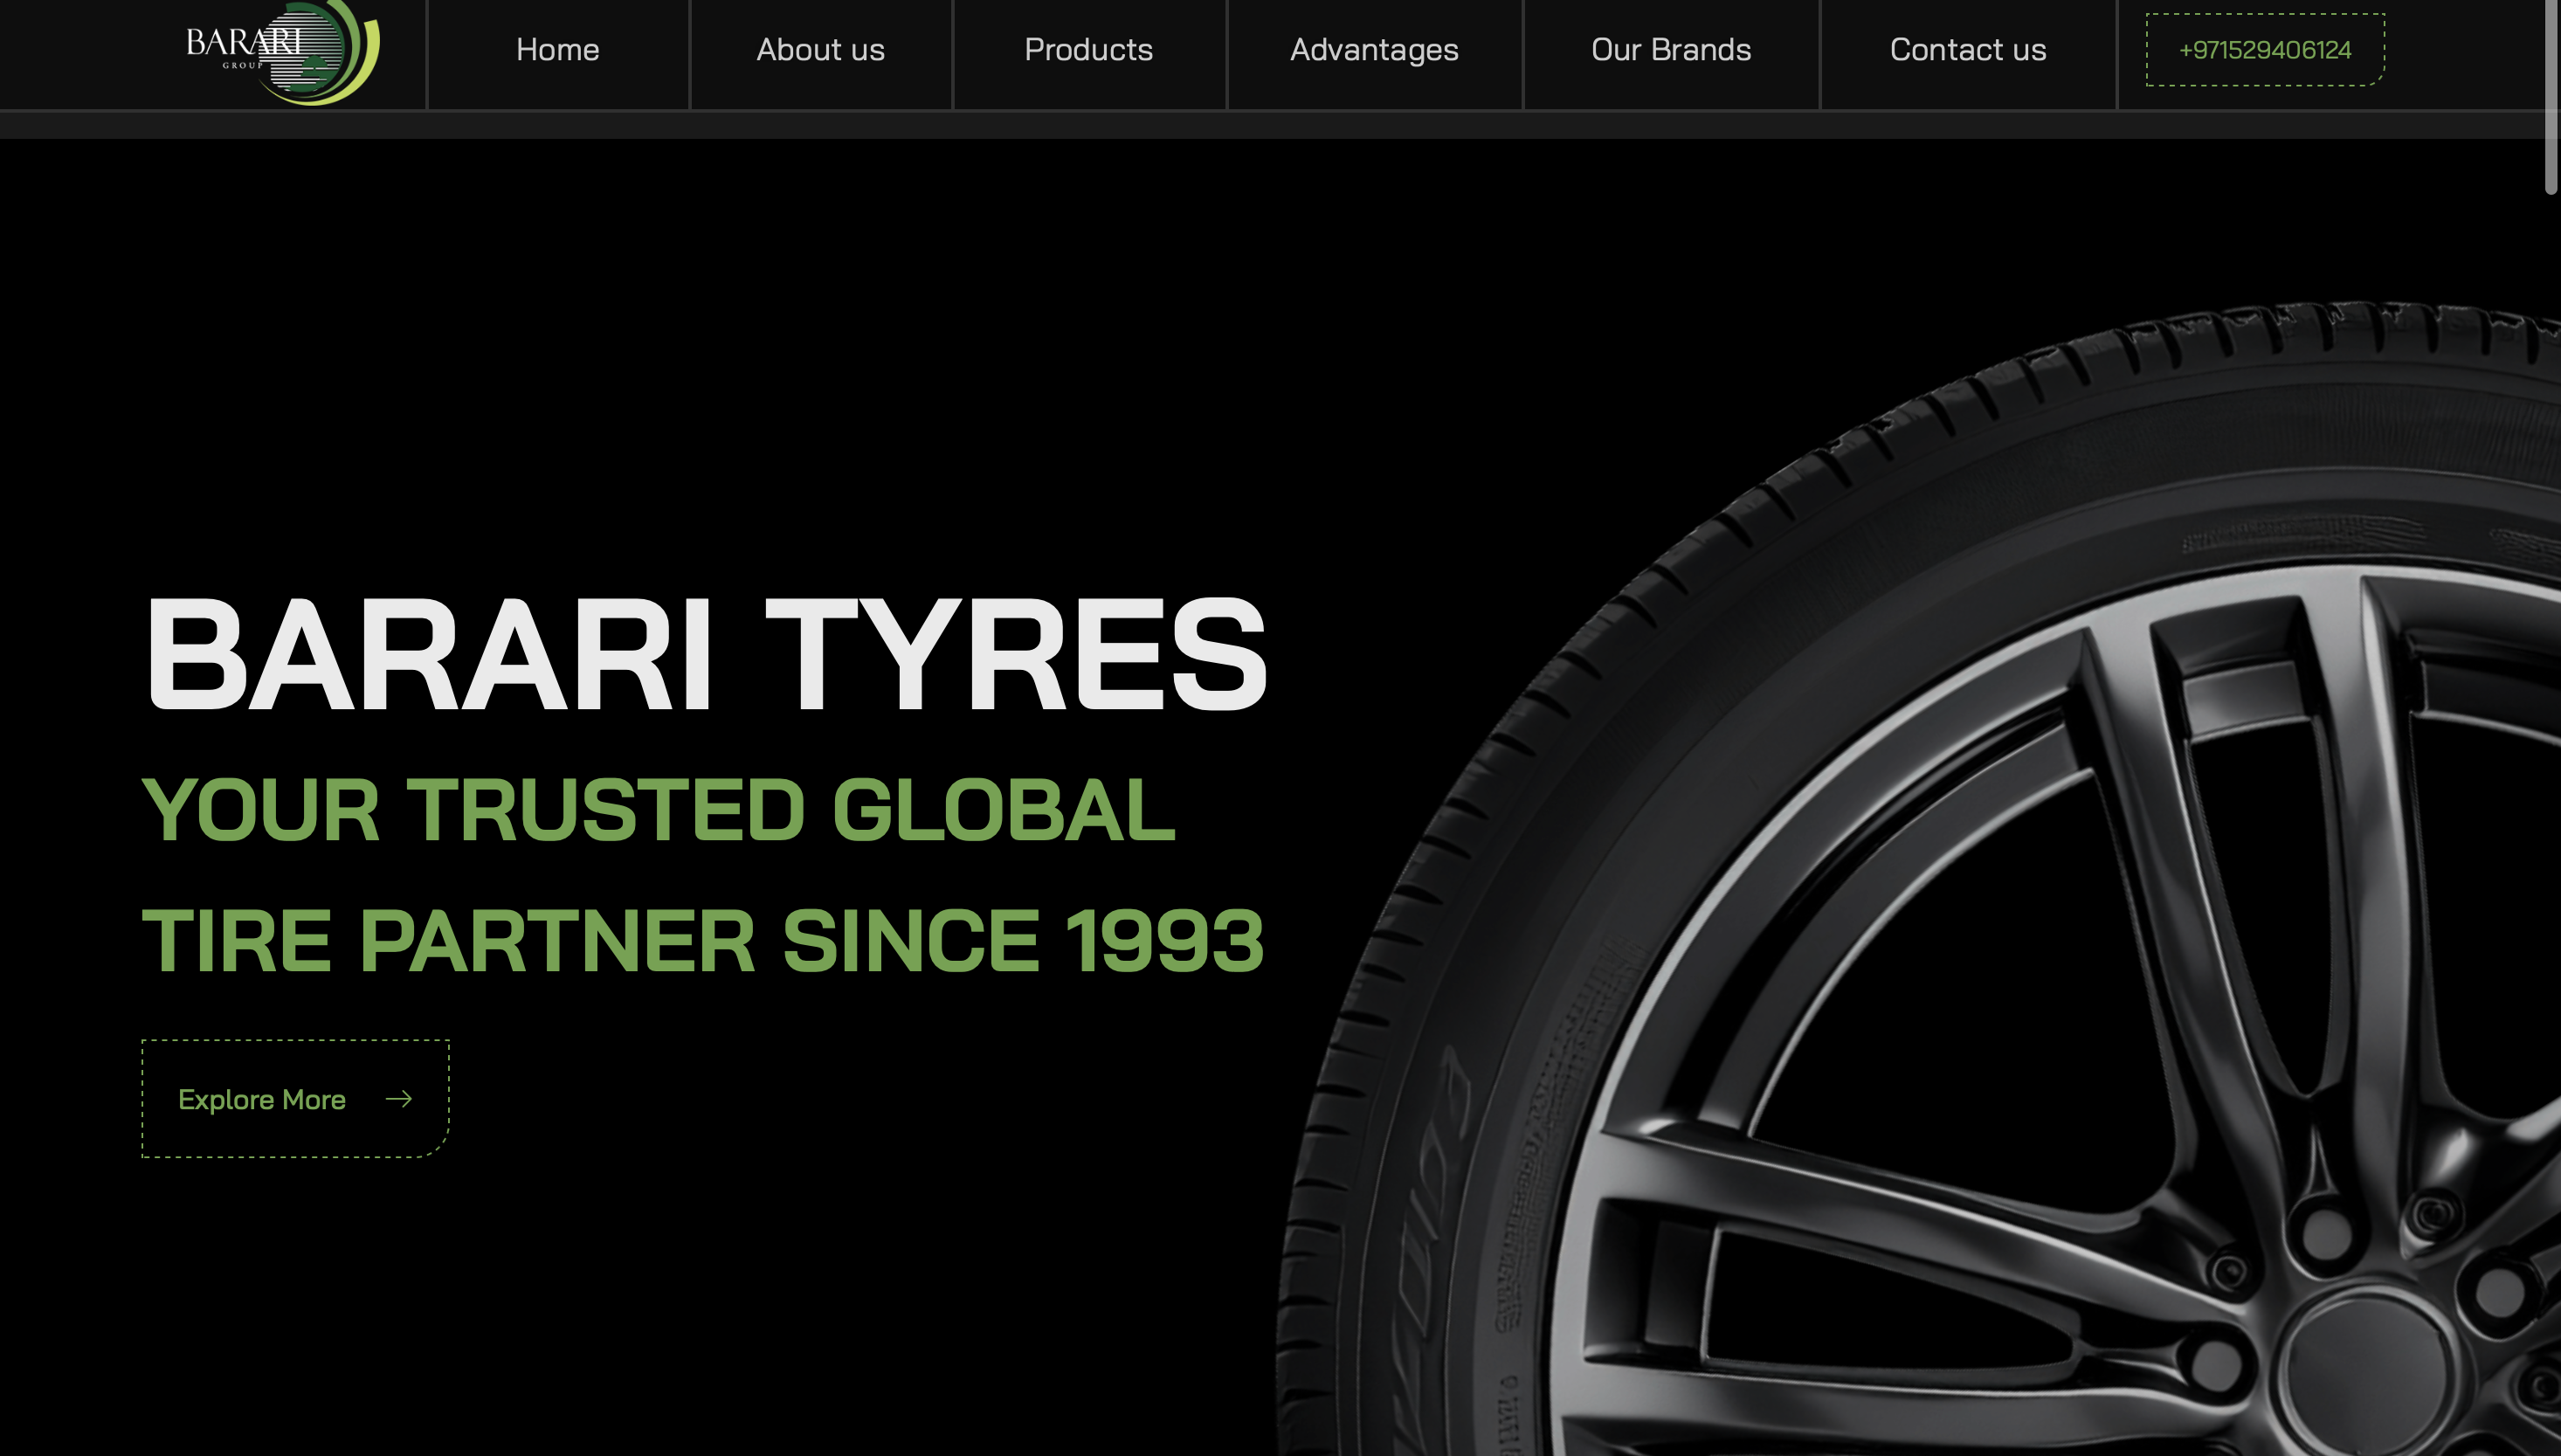 BARARI
GROUP
Home
About us
Products
Advantages
Our Brands
Contact us
+971529406124
BARARI TYRES
YOUR TRUSTED GLOBAL
TIRE PARTNER SINCE 1993
Explore More